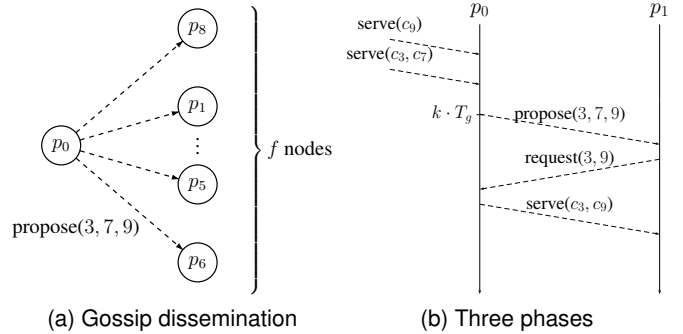 p₈
p₁
⋮
p₀
f nodes
p₅
propose(3, 7, 9)
p₆
(a) Gossip dissemination
p₀
p₁
serve(c₉)
serve(c₃, c₇)
k · T_g
propose(3, 7, 9)
request(3, 9)
serve(c₃, c₉)
(b) Three phases